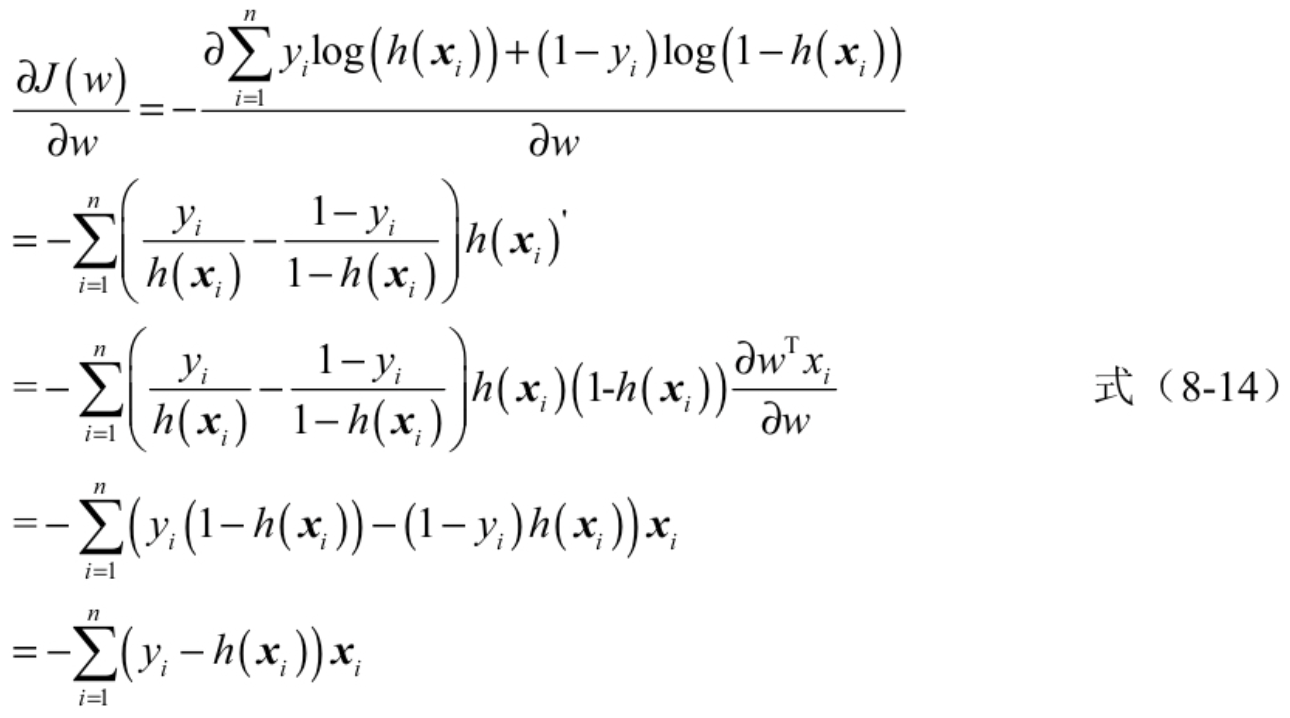 ∂J(w)/∂w = −∂∑_{i=1}^{n} y_i log(h(x_i))+(1−y_i)log(1−h(x_i))/∂w
= −∑_{i=1}^{n}(y_i/h(x_i) − (1−y_i)/(1−h(x_i)))h(x_i)'
= −∑_{i=1}^{n}(y_i/h(x_i) − (1−y_i)/(1−h(x_i)))h(x_i)(1-h(x_i))∂w^T x_i/∂w 式（8-14）
= −∑_{i=1}^{n}(y_i(1−h(x_i))−(1−y_i)h(x_i))x_i
= −∑_{i=1}^{n}(y_i−h(x_i))x_i